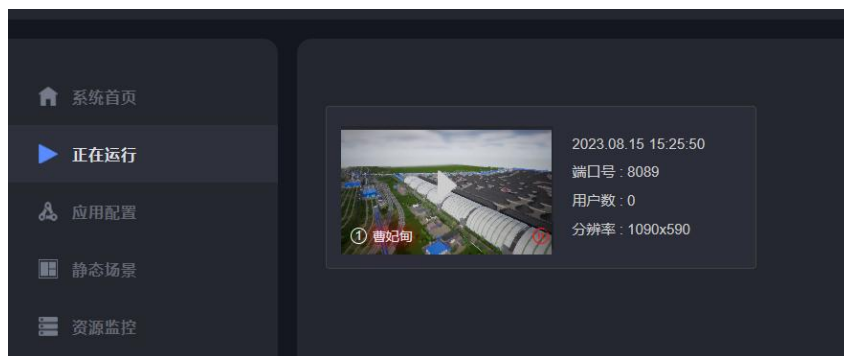 系统首页
正在运行
应用配置
静态场景
资源监控
① 曹妃甸
2023.08.15 15:25:50
端口号 : 8089
用户数 : 0
分辨率 : 1090x590